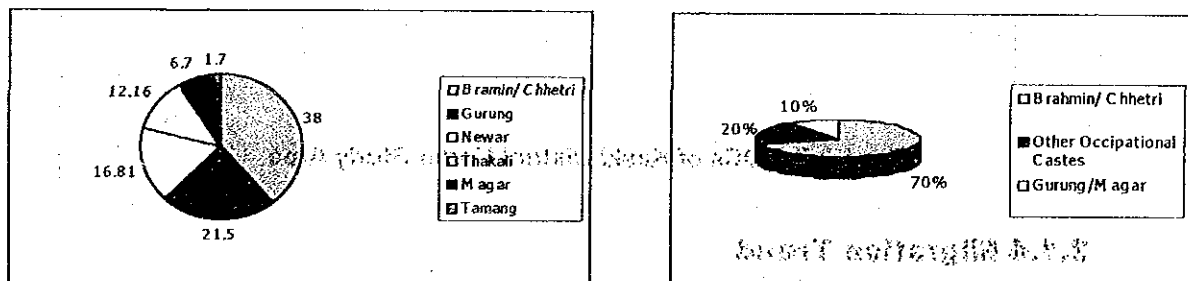 6.7 1.7
12.16
38
16.81
21.5
Bramin/ Chhetri
Gurung
Newar
Thakali
Magar
Tamang
10%
20%
70%
Brahmin/ Chhetri
Other Occipational
Castes
Gurung/Magar